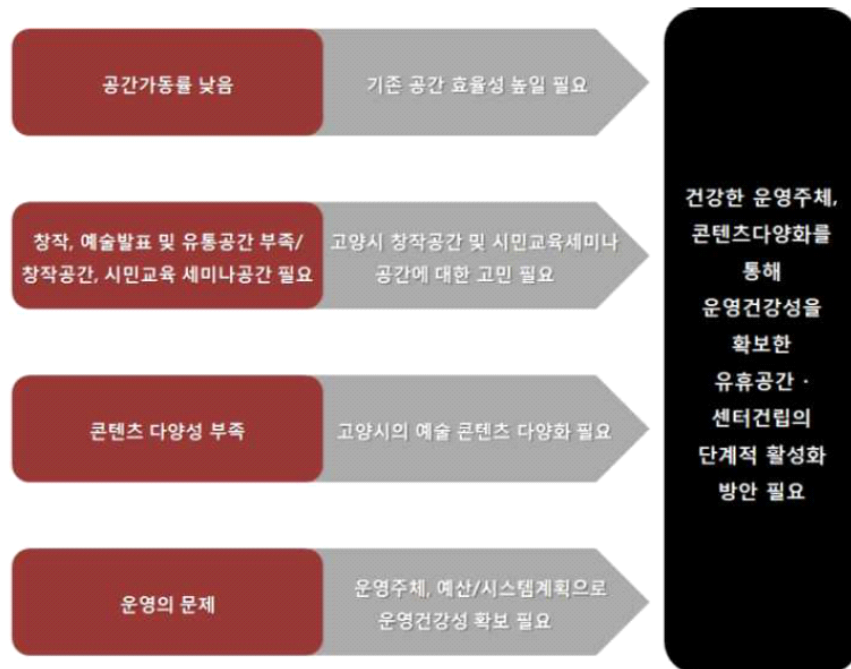 공간가동률 낮음
기존 공간 효율성 높일 필요
창작, 예술발표 및 유통공간 부족/
창작공간, 시민교육 세미나공간 필요
고양시 창작공간 및 시민교육세미나
공간에 대한 고민 필요
콘텐츠 다양성 부족
고양시의 예술 콘텐츠 다양화 필요
운영의 문제
운영주체, 예산/시스템계획으로
운영건강성 확보 필요
건강한 운영주체,
콘텐츠다양화를
통해
운영건강성을
확보한
유휴공간 ·
센터건립의
단계적 활성화
방안 필요